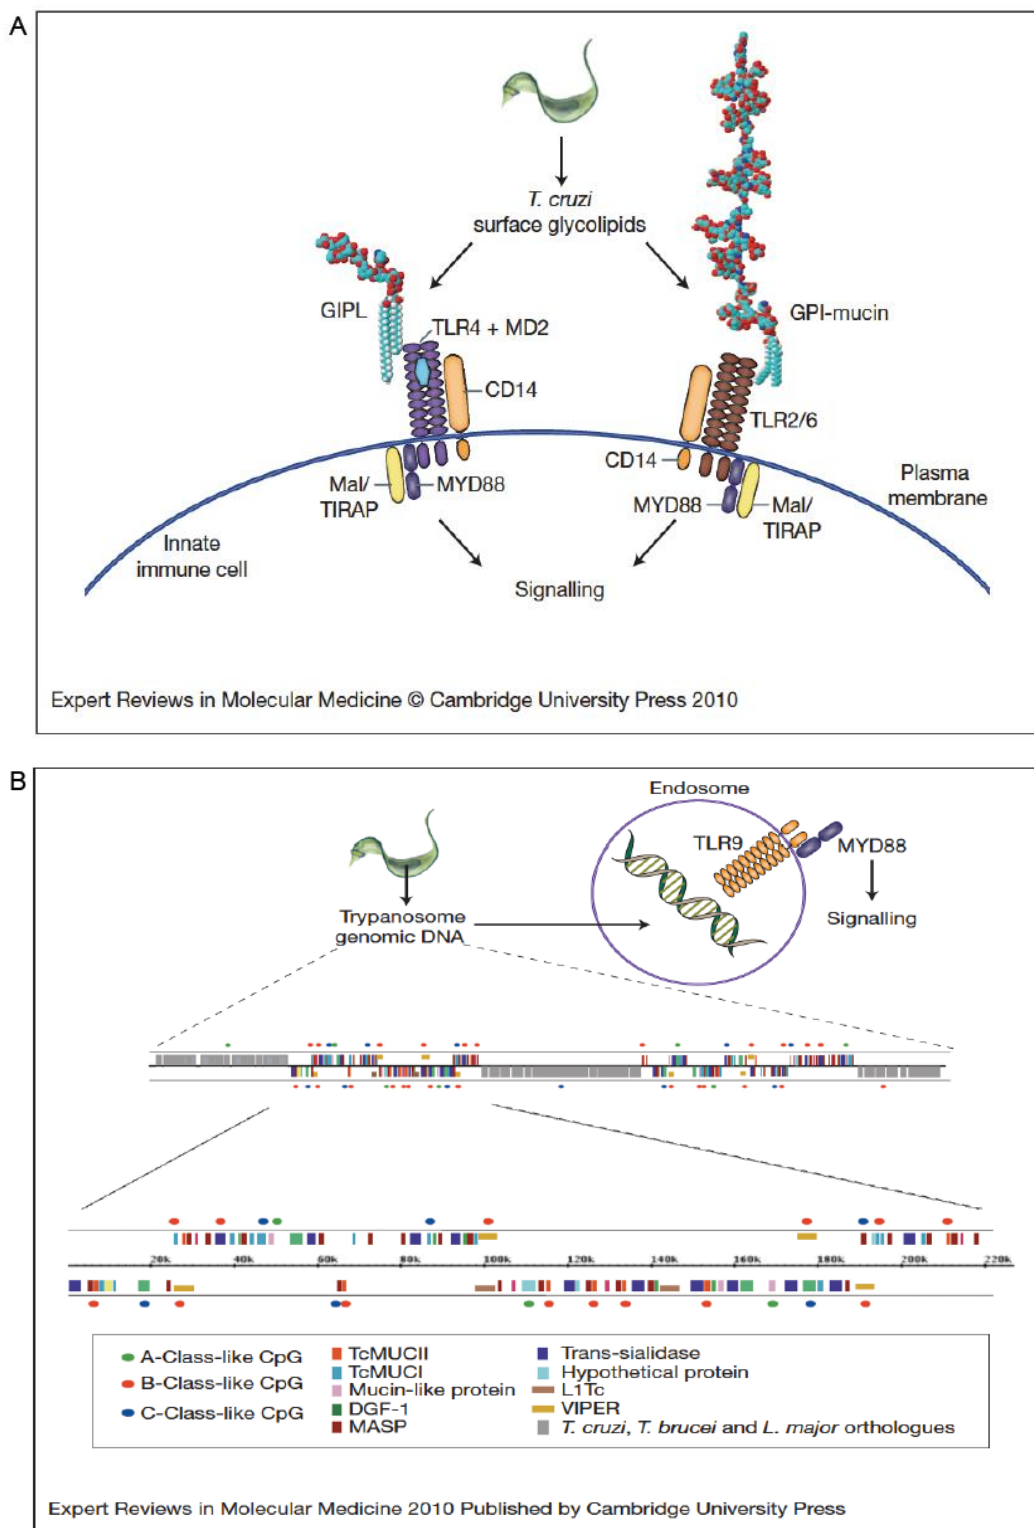 A
T. cruzi
surface glycolipids
GIPL
GPI-mucin
TLR4 + MD2
CD14
TLR2/6
CD14
Plasma
membrane
Mal/
TIRAP
MYD88
MYD88
Mal/
TIRAP
Innate
immune cell
Signalling
Expert Reviews in Molecular Medicine © Cambridge University Press 2010
B
Endosome
TLR9
MYD88
Signalling
Trypanosome
genomic DNA
20k 40k 60k 80k 100k 120k 140k 160k 180k 200k 220k
A-Class-like CpG
B-Class-like CpG
C-Class-like CpG
TcMUCII
TcMUCI
Mucin-like protein
DGF-1
MASP
Trans-sialidase
Hypothetical protein
L1Tc
VIPER
T. cruzi, T. brucei and L. major orthologues
Expert Reviews in Molecular Medicine 2010 Published by Cambridge University Press